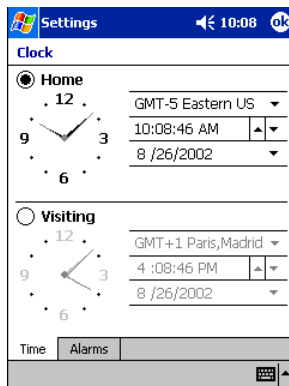 Settings 10:08 ok
Clock
Home
12
9
3
6
GMT-5 Eastern US
10:08:46 AM
8 /26/2002
Visiting
12
9
3
6
GMT+1 Paris,Madrid
4 :08:46 PM
8 /26/2002
Time Alarms